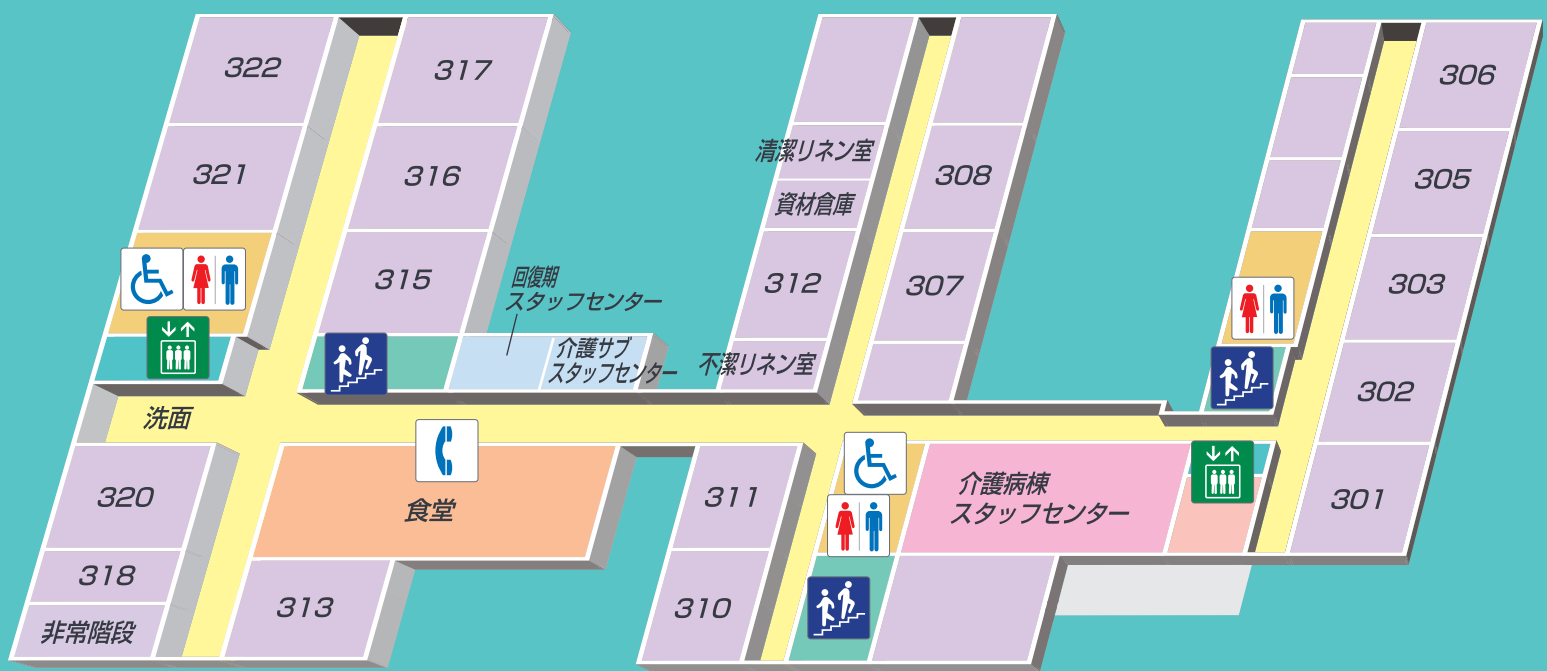 322
317
306
321
316
清潔リネン室
308
305
資材倉庫
315
回復期
スタッフセンター
312
307
303
介護サブ
スタッフセンター
不潔リネン室
302
洗面
320
食堂
311
介護病棟
スタッフセンター
301
318
313
310
非常階段